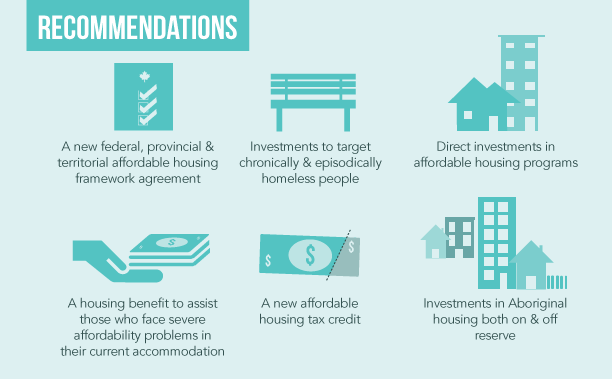 RECOMMENDATIONS
A new federal, provincial &
territorial affordable housing
framework agreement
Investments to target
chronically & episodically
homeless people
Direct investments in
affordable housing programs
$
$
$
$
A housing benefit to assist
those who face severe
affordability problems in
their current accommodation
A new affordable
housing tax credit
Investments in Aboriginal
housing both on & off
reserve